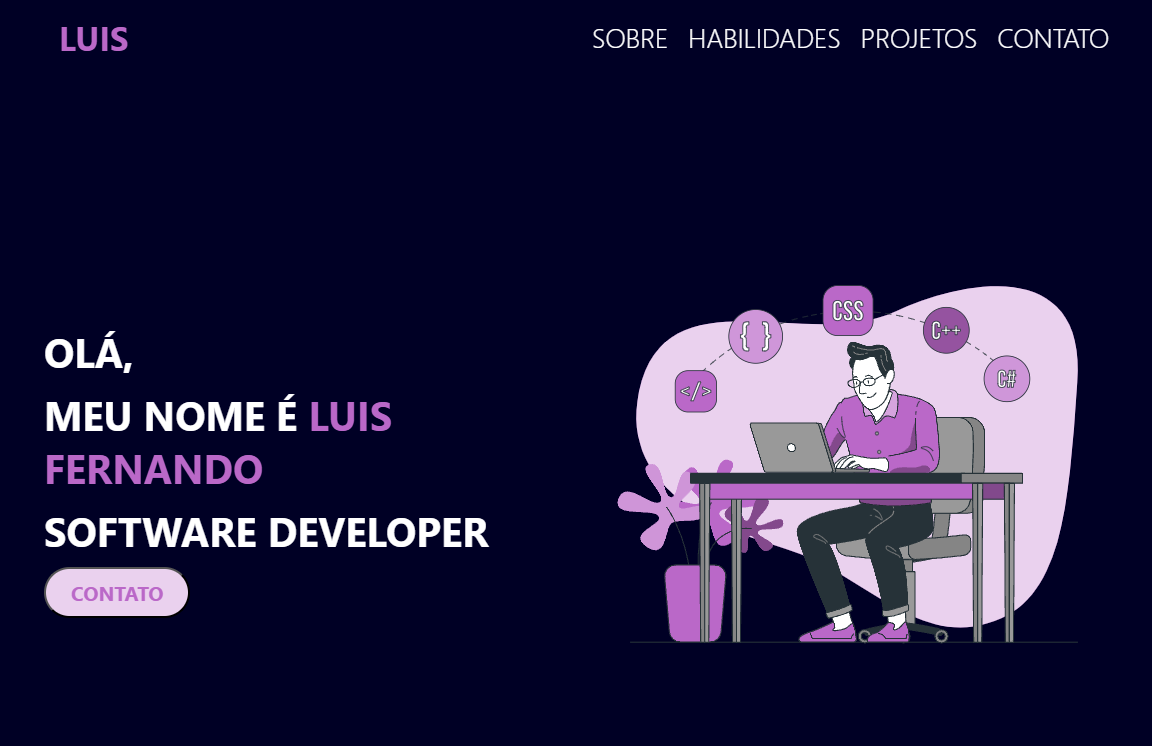 LUIS
SOBRE HABILIDADES PROJETOS CONTATO
OLÁ,
MEU NOME É LUIS
FERNANDO
SOFTWARE DEVELOPER
CONTATO
</>
{ }
CSS
C++
C#